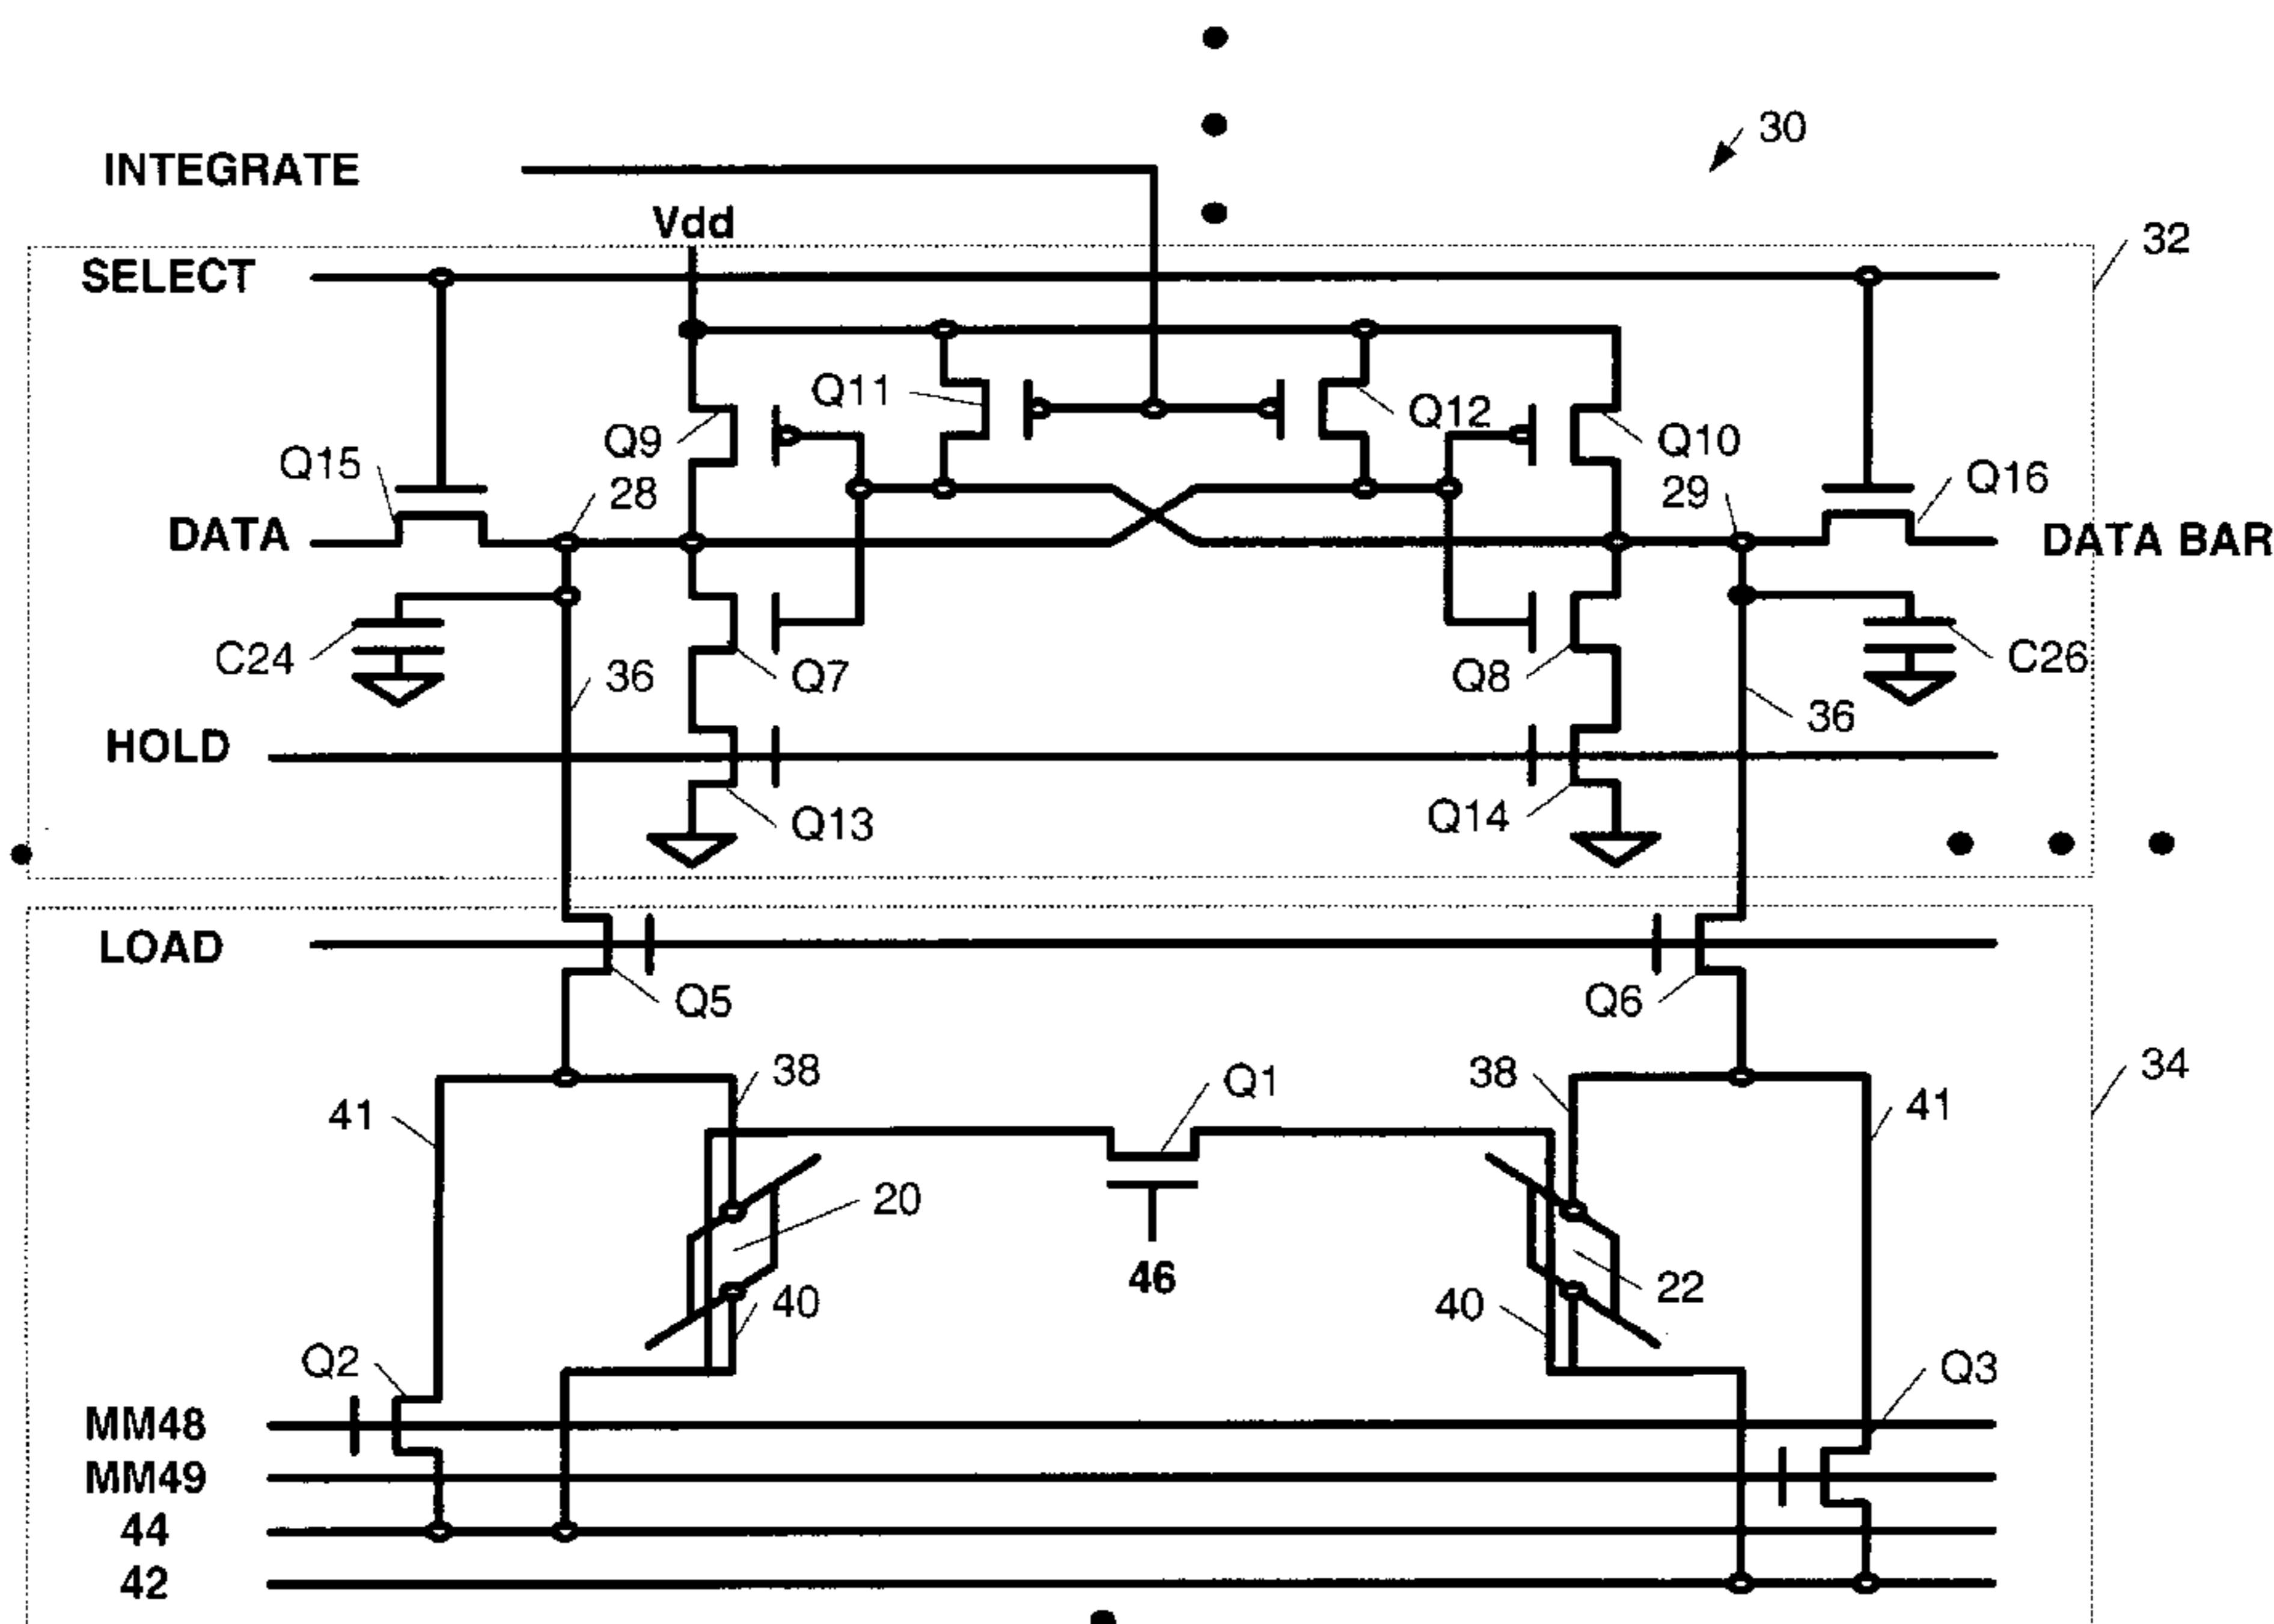 30
INTEGRATE
Vdd
32
SELECT
Q11
Q12
Q9
Q10
Q15
28
29
Q16
DATA
DATA BAR
C24
36
Q7
Q8
C26
36
HOLD
Q13
Q14
LOAD
Q5
Q6
38
Q1
38
34
41
41
20
46
22
40
40
Q2
Q3
MM48
MM49
44
42